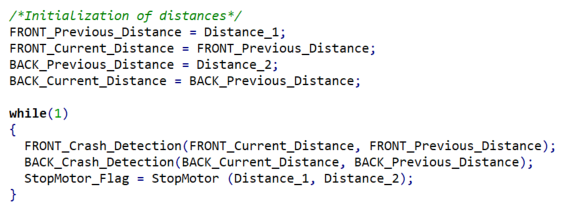 /*Initialization of distances*/
FRONT_Previous_Distance = Distance_1;
FRONT_Current_Distance = FRONT_Previous_Distance;
BACK_Previous_Distance = Distance_2;
BACK_Current_Distance = BACK_Previous_Distance;

while(1)
{
  FRONT_Crash_Detection(FRONT_Current_Distance, FRONT_Previous_Distance);
  BACK_Crash_Detection(BACK_Current_Distance, BACK_Previous_Distance);
  StopMotor_Flag = StopMotor (Distance_1, Distance_2);
}